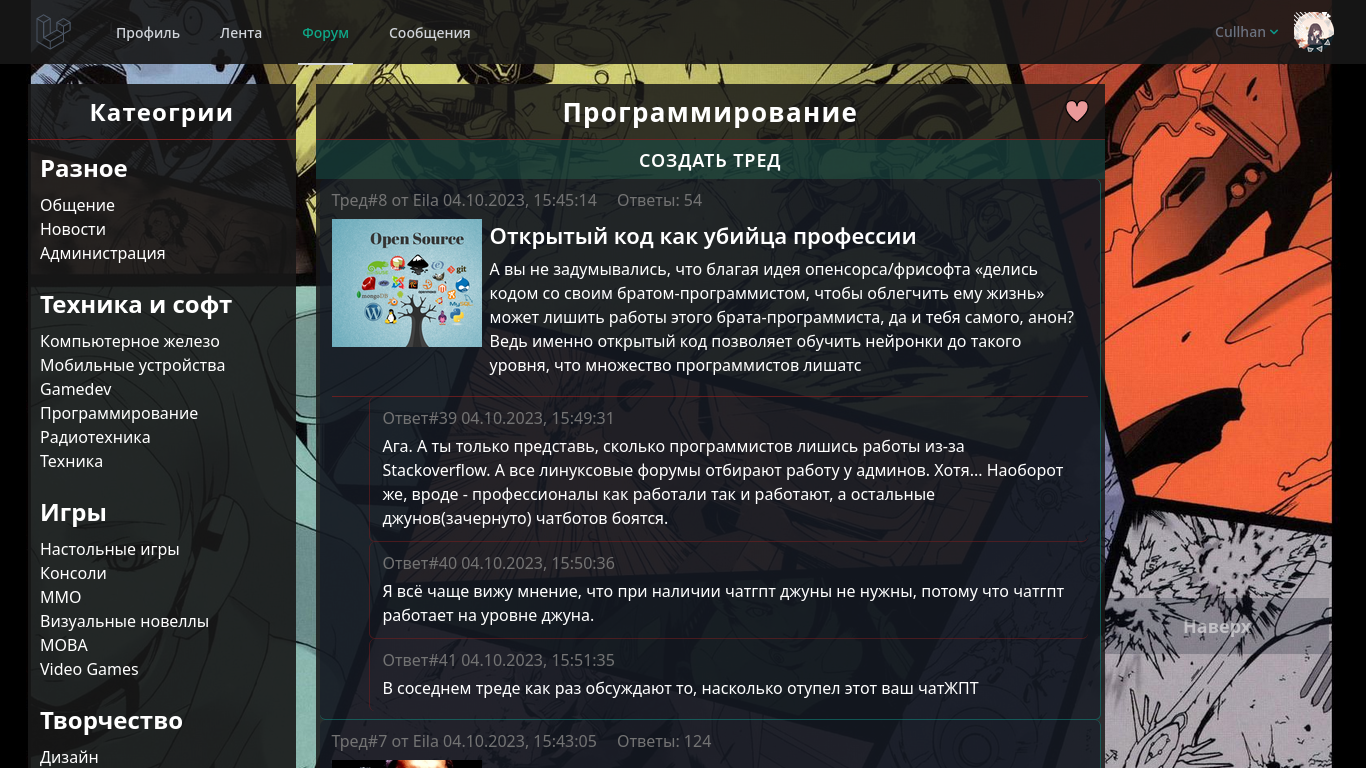 Профиль
Лента
Форум
Сообщения
Cullhan
Катеогрии
Разное
Общение
Новости
Администрация
Техника и софт
Компьютерное железо
Мобильные устройства
Gamedev
Программирование
Радиотехника
Техника
Игры
Настольные игры
Консоли
MMO
Визуальные новеллы
MOBA
Video Games
Творчество
Дизайн
Программирование
СОЗДАТЬ ТРЕД
Тред#8 от Eila 04.10.2023, 15:45:14 Ответы: 54
Open Source
git
mongoDB
MySQL
Открытый код как убийца профессии
А вы не задумывались, что благая идея опенсорса/фрисофта «делись
кодом со своим братом-программистом, чтобы облегчить ему жизнь»
может лишить работы этого брата-программиста, да и тебя самого, анон?
Ведь именно открытый код позволяет обучить нейронки до такого
уровня, что множество программистов лишатс
Ответ#39 04.10.2023, 15:49:31
Ага. А ты только представь, сколько программистов лишись работы из-за
Stackoverflow. А все линуксовые форумы отбирают работу у админов. Хотя... Наоборот
же, вроде - профессионалы как работали так и работают, а остальные
джунов(зачернуто) чатботов боятся.
Ответ#40 04.10.2023, 15:50:36
Я всё чаще вижу мнение, что при наличии чатгпт джуны не нужны, потому что чатгпт
работает на уровне джуна.
Ответ#41 04.10.2023, 15:51:35
В соседнем треде как раз обсуждают то, насколько отупел этот ваш чатЖПТ
Тред#7 от Eila 04.10.2023, 15:43:05 Ответы: 124
Наверх